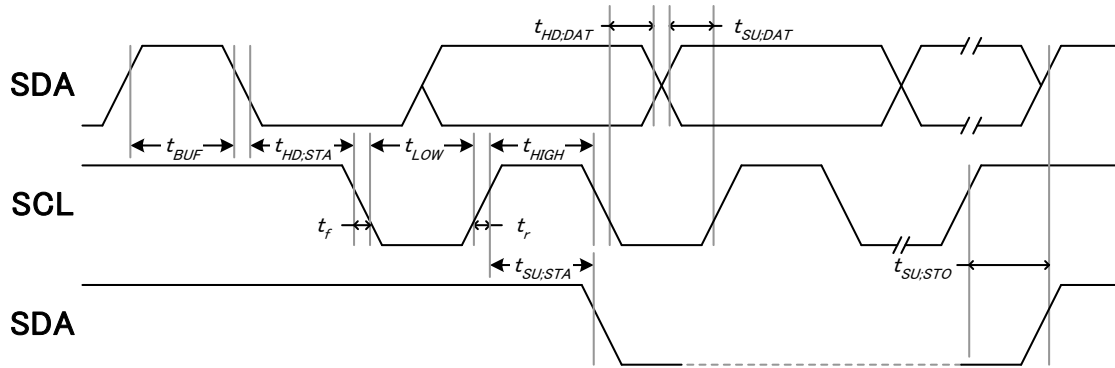 t_HD;DAT t_SU;DAT
SDA
t_BUF t_HD;STA t_LOW t_HIGH
SCL
t_f t_r
t_SU;STA t_SU;STO
SDA